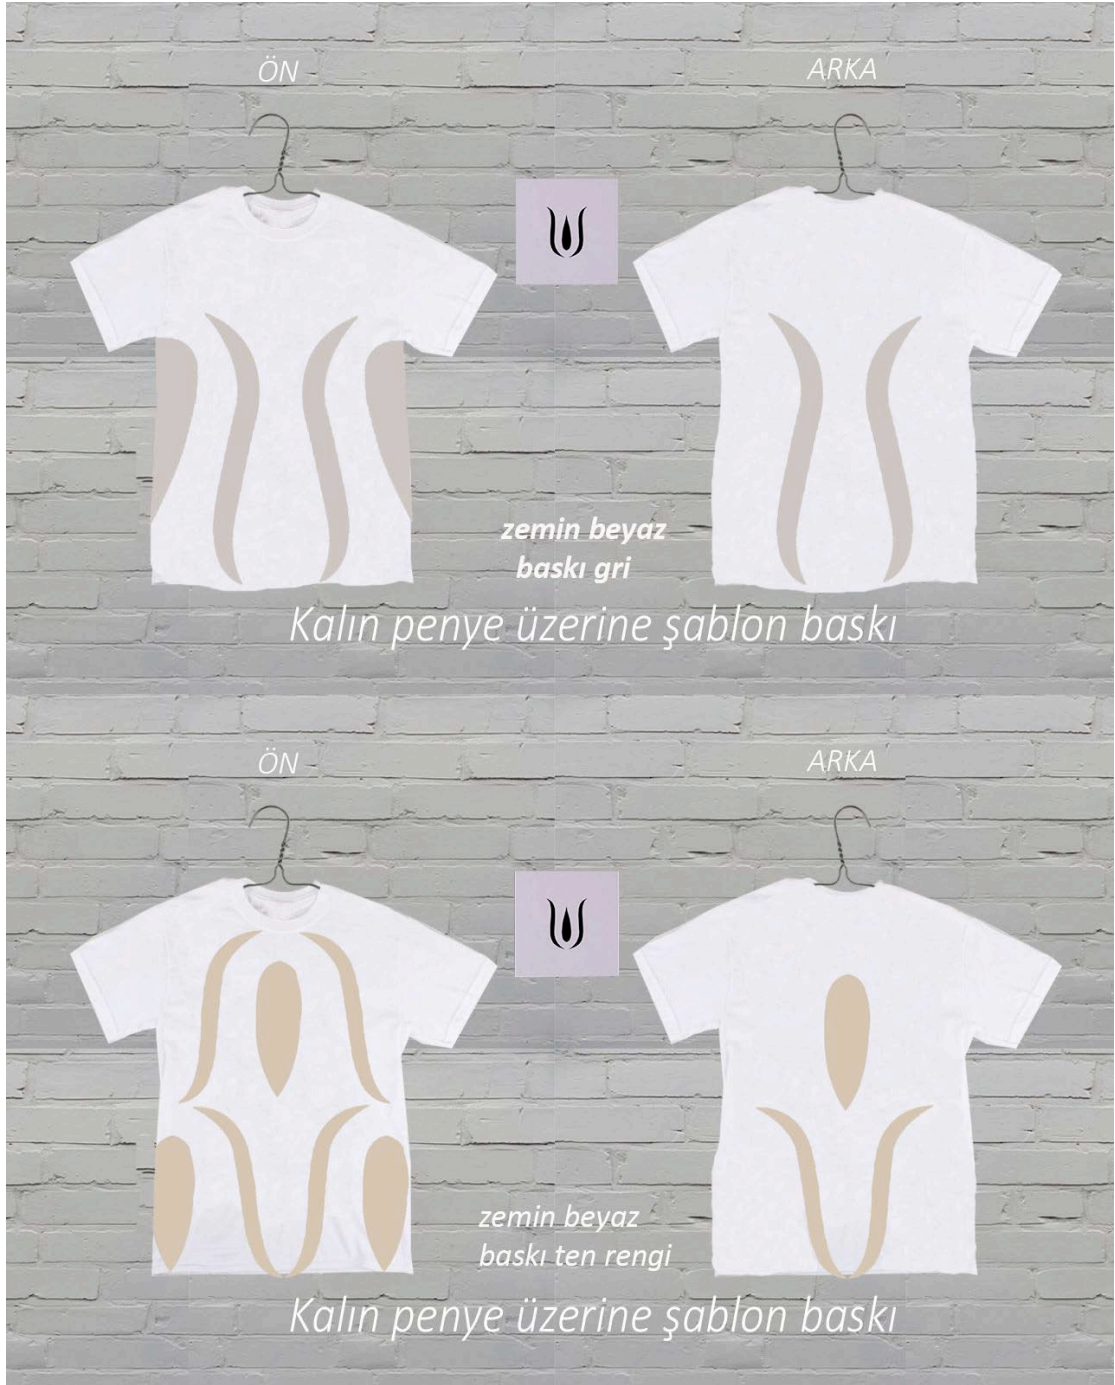 ÖN
ARKA
zemin beyaz
baskı gri
Kalın penye üzerine şablon baskı
ÖN
ARKA
zemin beyaz
baskı ten rengi
Kalın penye üzerine şablon baskı